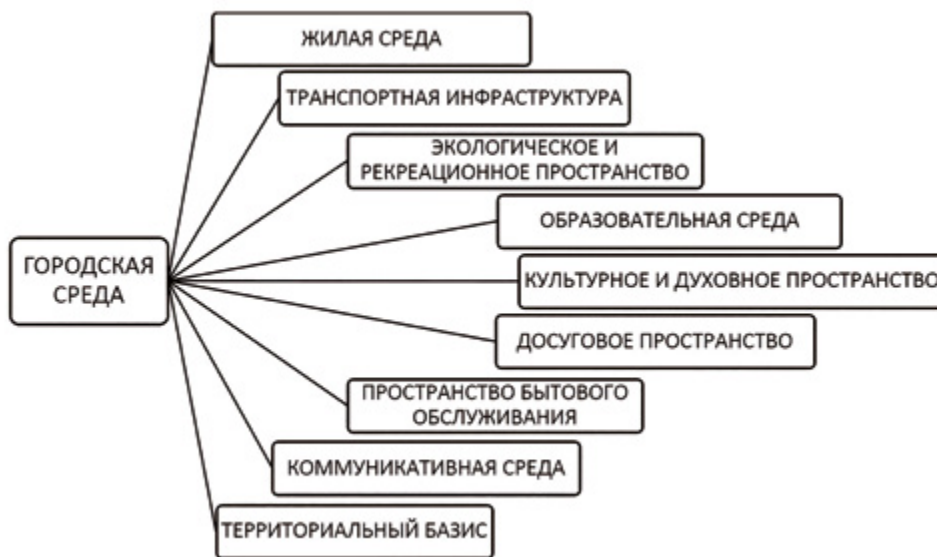 ЖИЛАЯ СРЕДА
ТРАНСПОРТНАЯ ИНФРАСТРУКТУРА
ЭКОЛОГИЧЕСКОЕ И
РЕКРЕАЦИОННОЕ ПРОСТРАНСТВО
ОБРАЗОВАТЕЛЬНАЯ СРЕДА
ГОРОДСКАЯ
СРЕДА
КУЛЬТУРНОЕ И ДУХОВНОЕ ПРОСТРАНСТВО
ДОСУГОВОЕ ПРОСТРАНСТВО
ПРОСТРАНСТВО БЫТОВОГО
ОБСЛУЖИВАНИЯ
КОММУНИКАТИВНАЯ СРЕДА
ТЕРРИТОРИАЛЬНЫЙ БАЗИС